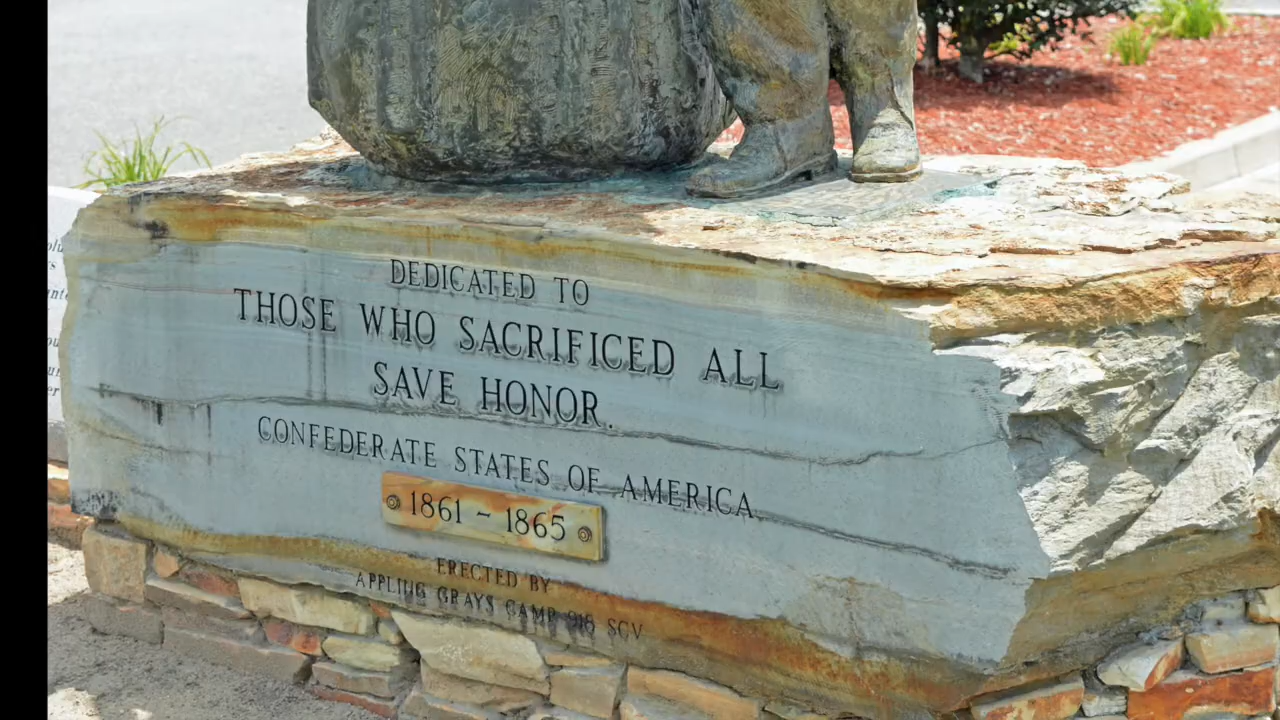 DEDICATED TO
THOSE WHO SACRIFICED ALL
SAVE HONOR.
CONFEDERATE STATES OF AMERICA
1861 ~ 1865
ERECTED BY
APPLING GRAYS CAMP 918 SCV